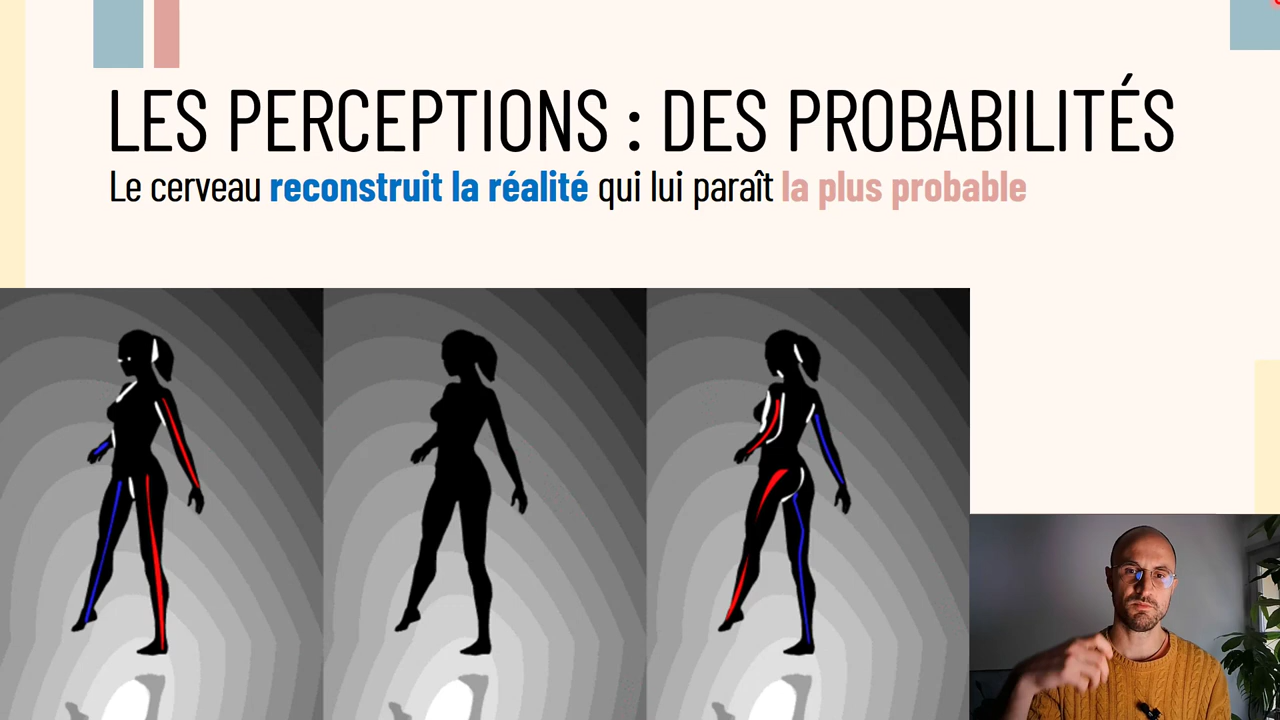 LES PERCEPTIONS : DES PROBABILITÉS
Le cerveau reconstruit la réalité qui lui paraît la plus probable